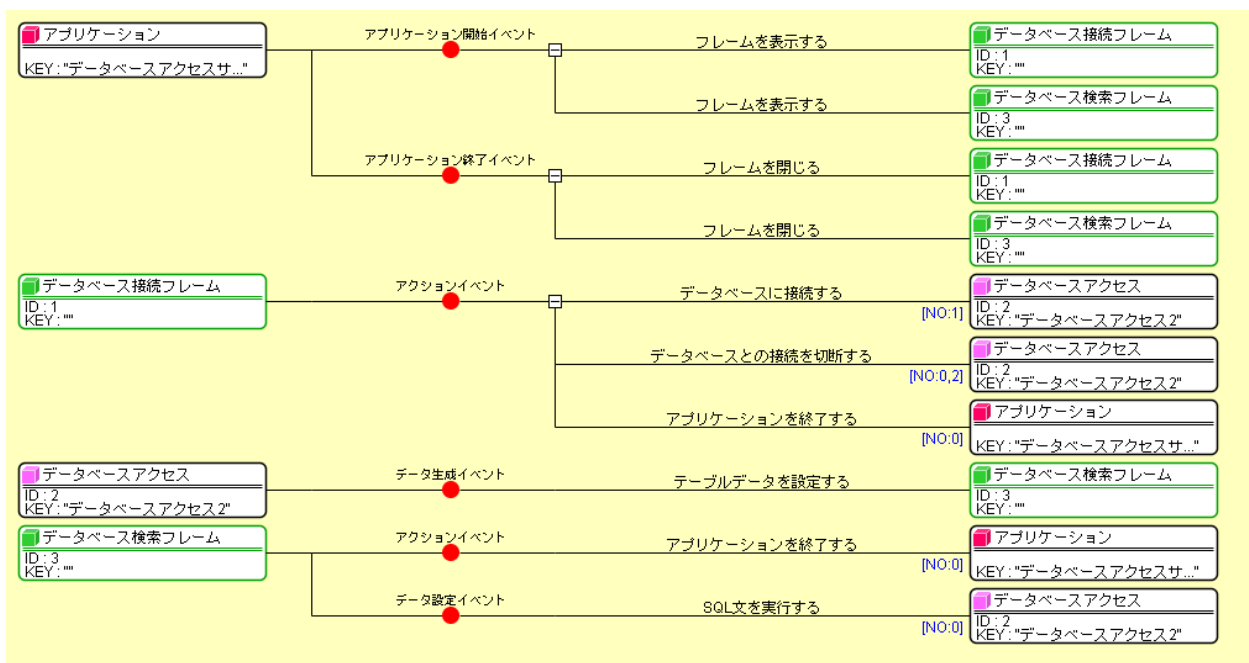 アプリケーション
KEY : "データベースアクセスサ..."
アプリケーション開始イベント
フレームを表示する
データベース接続フレーム
ID : 1
KEY : ""
フレームを表示する
データベース検索フレーム
ID : 3
KEY : ""
アプリケーション終了イベント
フレームを閉じる
データベース接続フレーム
ID : 1
KEY : ""
フレームを閉じる
データベース検索フレーム
ID : 3
KEY : ""
データベース接続フレーム
ID : 1
KEY : ""
アクションイベント
データベースに接続する
[NO:1]
データベースアクセス
ID : 2
KEY : "データベースアクセス2"
データベースとの接続を切断する
[NO:0,2]
データベースアクセス
ID : 2
KEY : "データベースアクセス2"
アプリケーションを終了する
[NO:0]
アプリケーション
KEY : "データベースアクセスサ..."
データベースアクセス
ID : 2
KEY : "データベースアクセス2"
データ生成イベント
テーブルデータを設定する
データベース検索フレーム
ID : 3
KEY : ""
データベース検索フレーム
ID : 3
KEY : ""
アクションイベント
アプリケーションを終了する
[NO:0]
アプリケーション
KEY : "データベースアクセスサ..."
データ設定イベント
SQL文を実行する
[NO:0]
データベースアクセス
ID : 2
KEY : "データベースアクセス2"